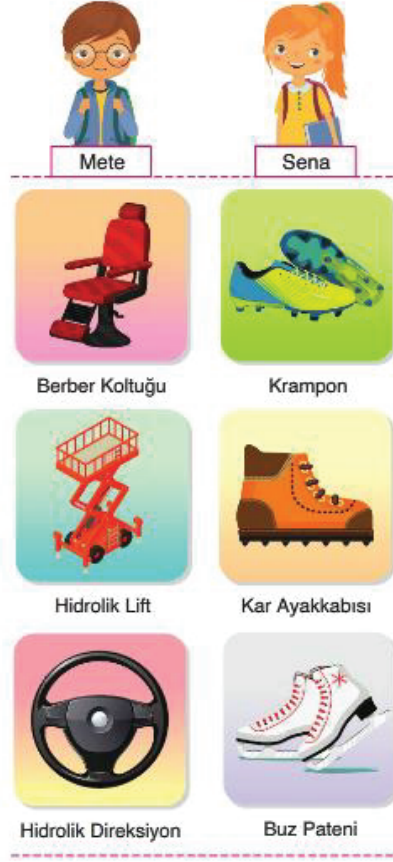 Mete
Sena
Berber Koltuğu
Krampon
Hidrolik Lift
Kar Ayakkabısı
Hidrolik Direksiyon
Buz Pateni